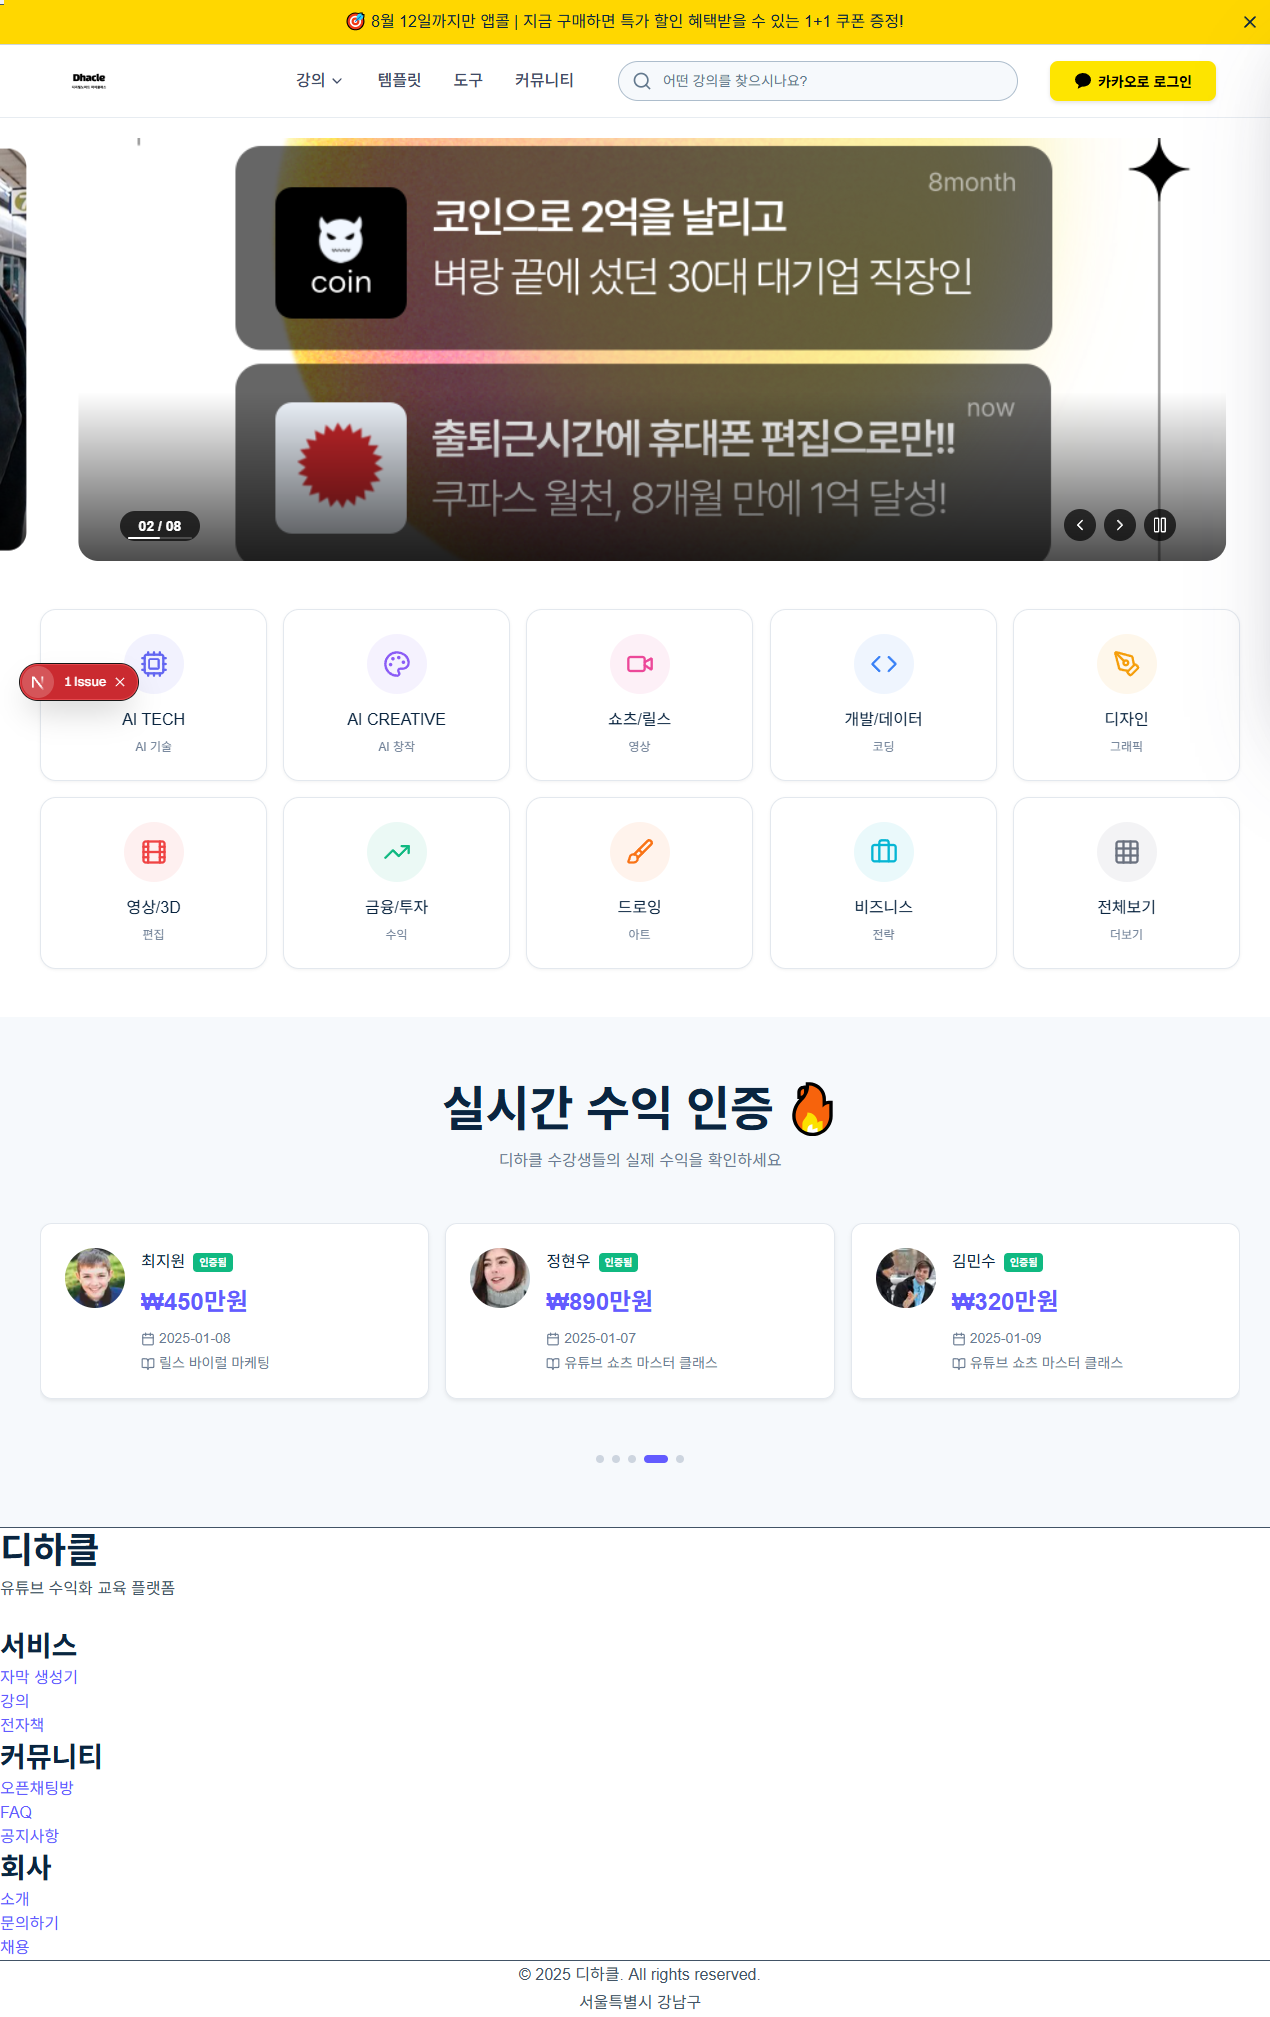 🎯 8월 12일까지만 앱콜 | 지금 구매하면 특가 할인 혜택받을 수 있는 1+1 쿠폰 증정!
Dhacle
강의
템플릿
도구
커뮤니티
어떤 강의를 찾으시나요?
카카오로 로그인
8month
coin
코인으로 2억을 날리고
벼랑 끝에 섰던 30대 대기업 직장인
now
출퇴근시간에 휴대폰 편집으로만!!
쿠파스 월천, 8개월 만에 1억 달성!
02 / 08
N 1 Issue
AI TECH
AI 기술
AI CREATIVE
AI 창작
쇼츠/릴스
영상
개발/데이터
코딩
디자인
그래픽
영상/3D
편집
금융/투자
수익
드로잉
아트
비즈니스
전략
전체보기
더보기
실시간 수익 인증 🔥
디하클 수강생들의 실제 수익을 확인하세요
최지원 인증됨
₩450만원
2025-01-08
릴스 바이럴 마케팅
정현우 인증됨
₩890만원
2025-01-07
유튜브 쇼츠 마스터 클래스
김민수 인증됨
₩320만원
2025-01-09
유튜브 쇼츠 마스터 클래스
디하클
유튜브 수익화 교육 플랫폼
서비스
자막 생성기
강의
전자책
커뮤니티
오픈채팅방
FAQ
공지사항
회사
소개
문의하기
채용
© 2025 디하클. All rights reserved.
서울특별시 강남구